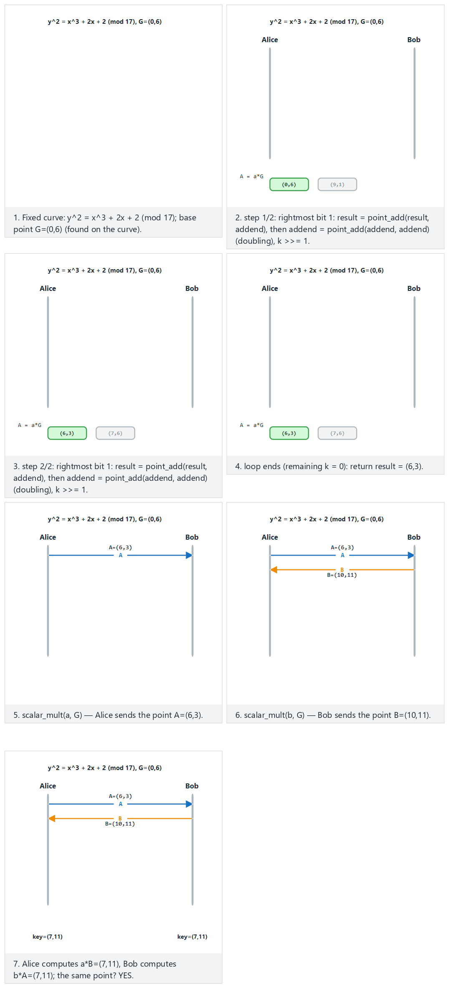 y^2 = x^3 + 2x + 2 (mod 17), G=(0,6)
1. Fixed curve: y^2 = x^3 + 2x + 2 (mod 17); base
point G=(0,6) (found on the curve).
y^2 = x^3 + 2x + 2 (mod 17), G=(0,6)
Alice Bob
A = a*G
(0,6) (9,1)
2. step 1/2: rightmost bit 1: result = point_add(result,
addend), then addend = point_add(addend, addend)
(doubling), k >>= 1.
y^2 = x^3 + 2x + 2 (mod 17), G=(0,6)
Alice Bob
A = a*G
(6,3) (7,6)
3. step 2/2: rightmost bit 1: result = point_add(result,
addend), then addend = point_add(addend, addend)
(doubling), k >>= 1.
y^2 = x^3 + 2x + 2 (mod 17), G=(0,6)
Alice Bob
A = a*G
(6,3) (7,6)
4. loop ends (remaining k = 0): return result = (6,3).
y^2 = x^3 + 2x + 2 (mod 17), G=(0,6)
Alice Bob
A=(6,3)
A
5. scalar_mult(a, G) — Alice sends the point A=(6,3).
y^2 = x^3 + 2x + 2 (mod 17), G=(0,6)
Alice Bob
A=(6,3)
A
B
B=(10,11)
6. scalar_mult(b, G) — Bob sends the point B=(10,11).
y^2 = x^3 + 2x + 2 (mod 17), G=(0,6)
Alice Bob
A=(6,3)
A
B
B=(10,11)
key=(7,11) key=(7,11)
7. Alice computes a*B=(7,11), Bob computes
b*A=(7,11); the same point? YES.